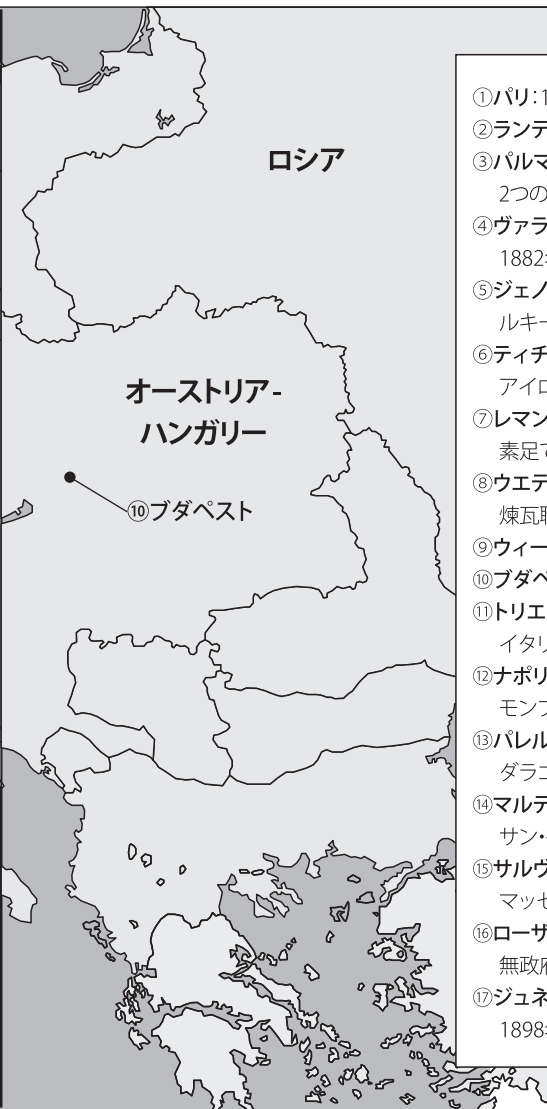 ロシア
オーストリア-
ハンガリー
⑩ブダペスト
①パリ：1
②ランデ
③パルマ
2つの
④ヴァラ
1882
⑤ジェノ
ルキー
⑥ティチ
アイロ
⑦レマン
素足で
⑧ウエデ
煉瓦職
⑨ウィー
⑩ブダペ
⑪トリエ
イタリ
⑫ナポリ
モンフ
⑬パレル
ダラコ
⑭マルテ
サン・
⑮サルヴ
マッセ
⑯ローザ
無政府
⑰ジュネ
1898